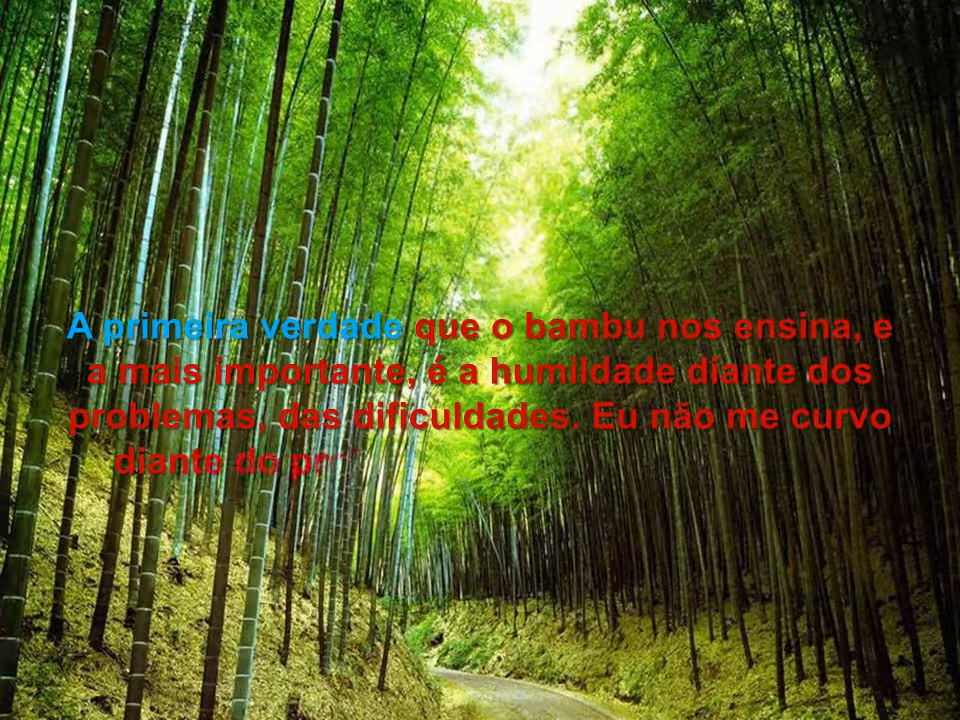 A primeira verdade que o bambu nos ensina, e
a mais importante, é a humildade diante dos
problemas, das dificuldades. Eu não me curvo
diante do